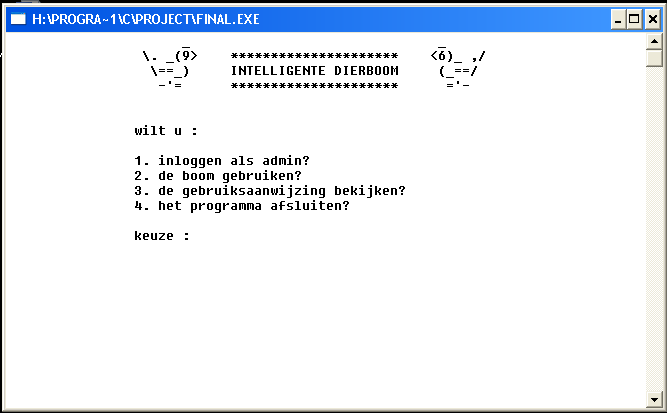 H:\PROGRA~1\C\PROJECT\FINAL.EXE
_ _
\. _(9> ********************* <6)_ ,/
\==_) INTELLIGENTE DIERBOOM (_==/
-'= ********************* ='-
wilt u :
1. inloggen als admin?
2. de boom gebruiken?
3. de gebruiksaanwijzing bekijken?
4. het programma afsluiten?
keuze :